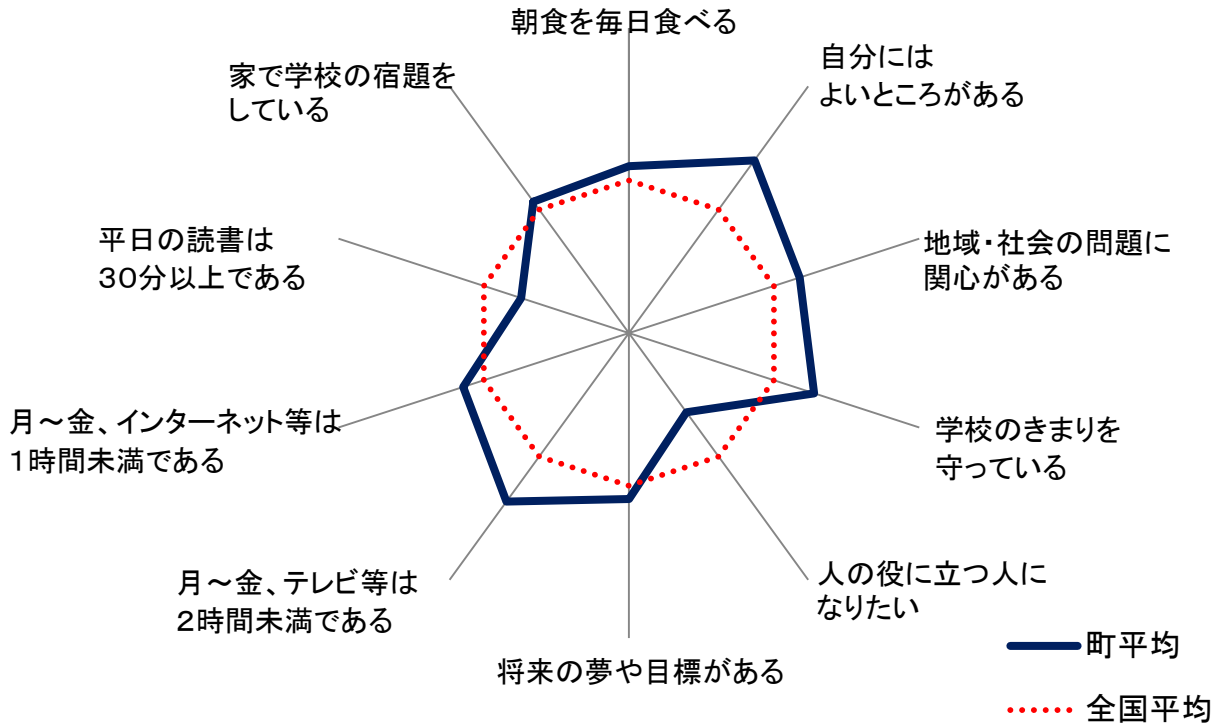 朝食を毎日食べる
自分には
よいところがある
地域・社会の問題に
関心がある
学校のきまりを
守っている
人の役に立つ人に
なりたい
将来の夢や目標がある
月～金、テレビ等は
２時間未満である
月～金、インターネット等は
１時間未満である
平日の読書は
３０分以上である
家で学校の宿題を
している
町平均
全国平均